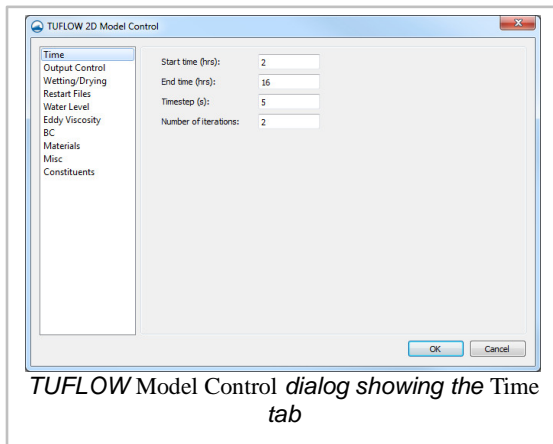 TUFLOW 2D Model Control
Time
Output Control
Wetting/Drying
Restart Files
Water Level
Eddy Viscosity
BC
Materials
Misc
Constituents
Start time (hrs): 2
End time (hrs): 16
Timestep (s): 5
Number of iterations: 2
OK Cancel
TUFLOW Model Control dialog showing the Time
tab